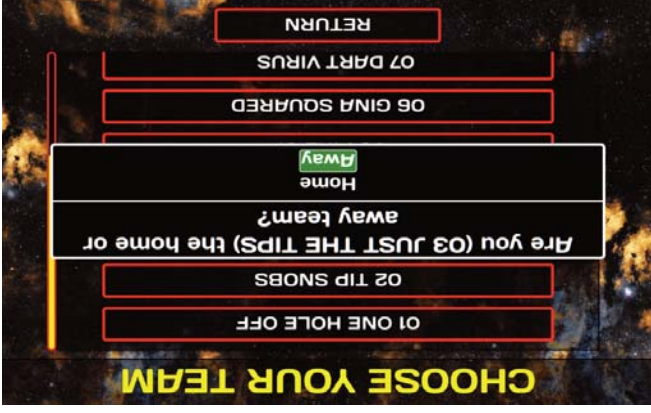 CHOOSE YOUR TEAM
01 ONE HOLE OFF
02 TIP SNOBS
Are you (03 JUST THE TIPS) the home or
away team?
Home
Away
06 GINA SQUARED
07 DART VIRUS
RETURN